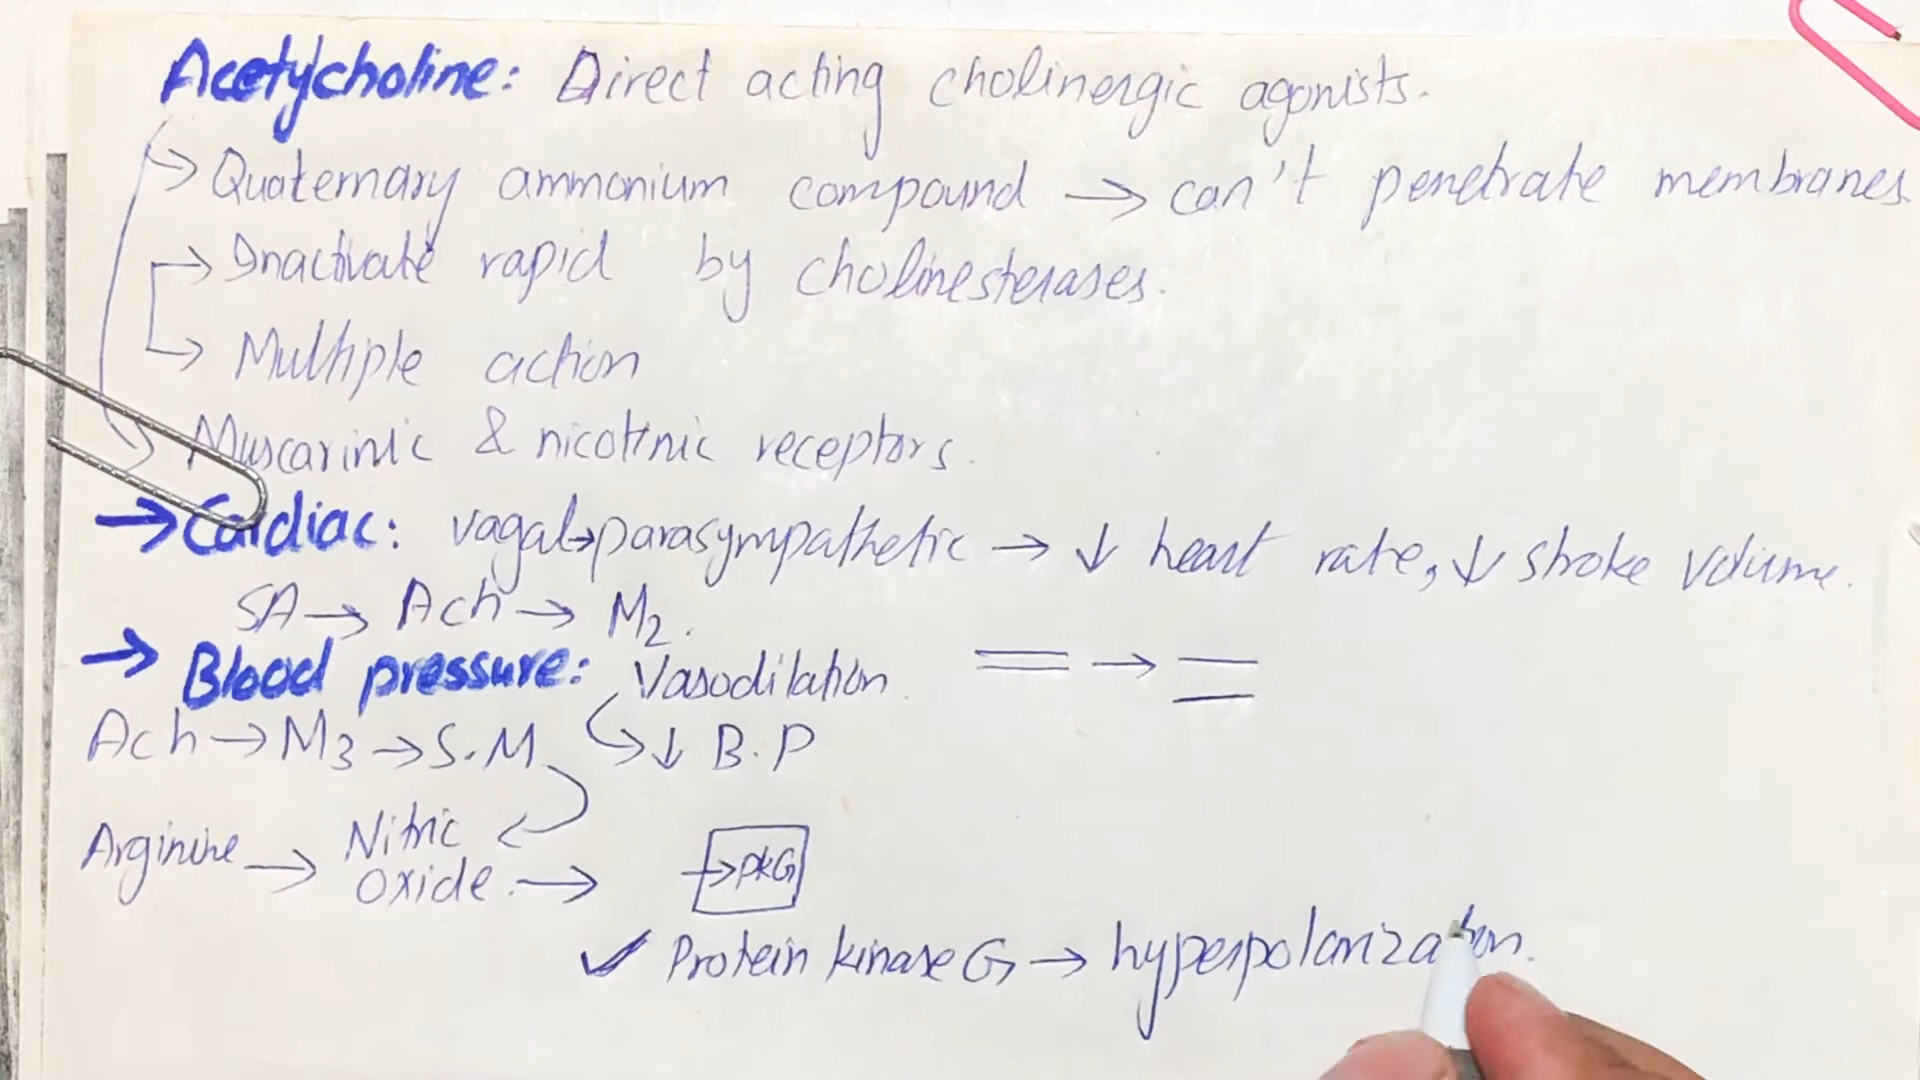 Acetylcholine: Direct acting cholinergic agonists.
→ Quaternary ammonium compound → can't penetrate membranes.
→ Inactivate rapid by cholinesterases.
→ Multiple action
→ Muscarinic & nicotinic receptors.
→ Cardiac: vagal→parasympathetic → ↓ heart rate, ↓ stroke volume.
SA → Ach → M2.
→ Blood pressure: Vasodilation
Ach → M3 → S.M ↓ B.P
Arginine → Nitric oxide. → → PKG
✓ Protein kinase G → hyperpolarization.